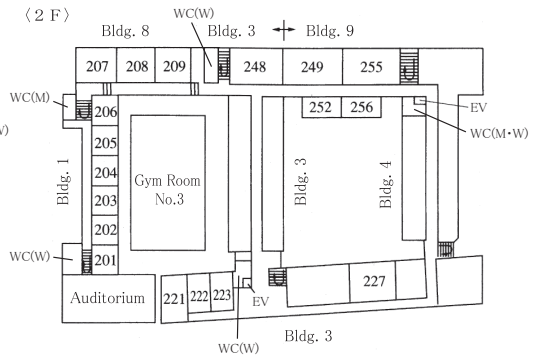 〈2F〉
WC(W)
Bldg. 8
Bldg. 3
Bldg. 9
207
208
209
248
249
255
WC(M)
W)
206
252
256
EV
WC(M·W)
205
204
203
202
201
Bldg. 1
Gym Room
No.3
Bldg. 3
Bldg. 4
WC(W)
Auditorium
221
222
223
EV
227
Bldg. 3
WC(W)